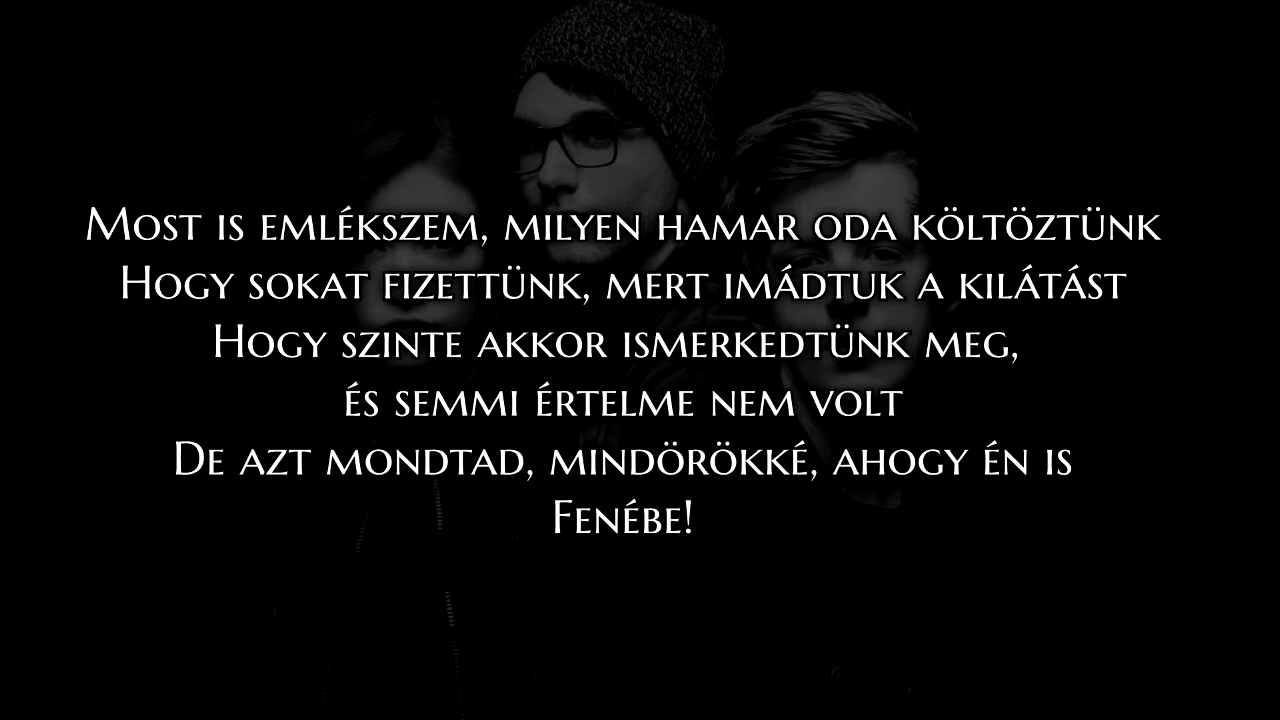 Most is emlékszem, milyen hamar oda költöztünk
Hogy sokat fizettünk, mert imádtuk a kilátást
Hogy szinte akkor ismerkedtünk meg,
és semmi értelme nem volt
De azt mondtad, mindörökké, ahogy én is
Fenébe!